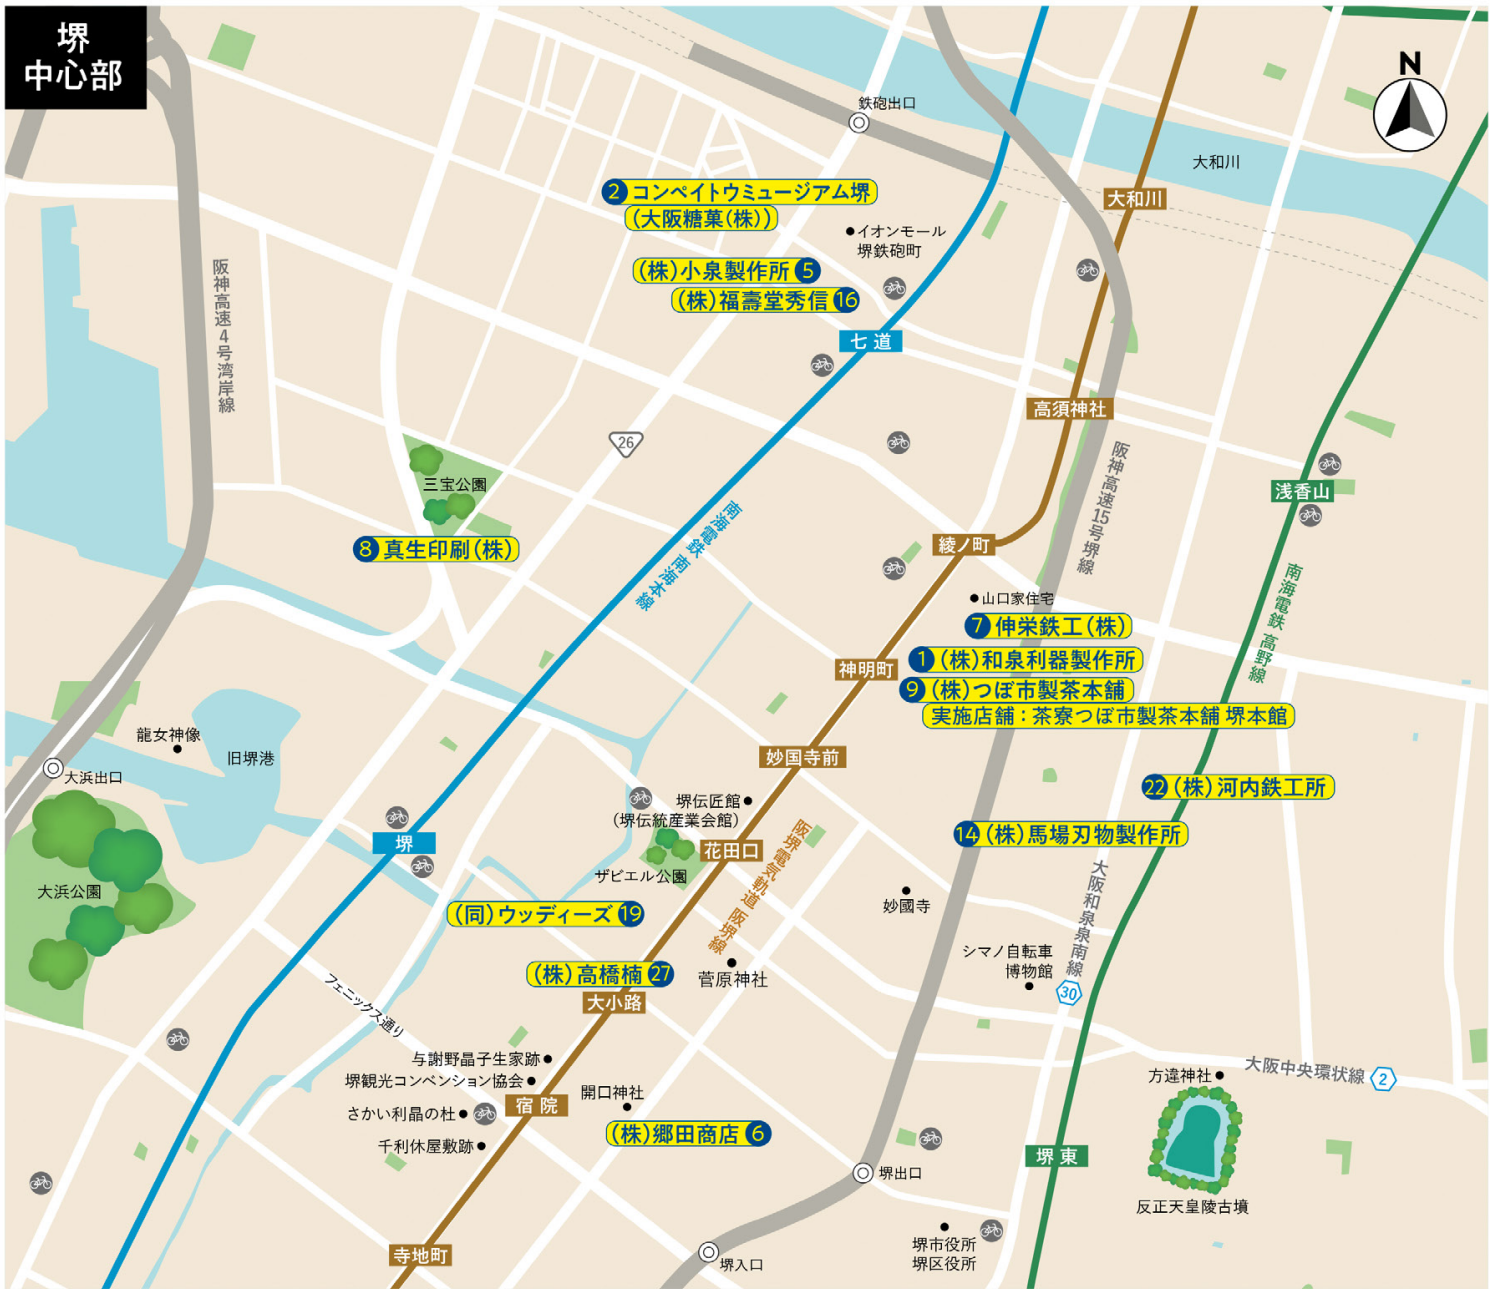 堺
中心部
N
鉄砲出口
大和川
大和川
2 コンペイトウミュージアム堺
(大阪糖菓(株))
イオンモール
堺鉄砲町
阪神高速4号湾岸線
(株)小泉製作所 5
(株)福壽堂秀信 16
七道
高須神社
26
阪神高速15号堺線
三宝公園
浅香山
南海電鉄 南海本線
8 真生印刷(株)
綾ノ町
南海電鉄 高野線
山口家住宅
7 伸栄鉄工(株)
神明町
1 (株)和泉利器製作所
9 (株)つぼ市製茶本舗
実施店舗：茶寮つぼ市製茶本舗 堺本館
龍女神像
旧堺港
妙国寺前
大浜出口
22 (株)河内鉄工所
堺伝匠館
(堺伝統産業会館)
14 (株)馬場刃物製作所
堺
花田口
阪堺電気軌道 阪堺線
大浜公園
ザビエル公園
大阪和泉泉南線
妙國寺
(同)ウッディーズ 19
シマノ自転車
博物館
(株)高橋楠 27
菅原神社
30
大小路
フェニックス通り
与謝野晶子生家跡
堺観光コンベンション協会
大阪中央環状線
2
方違神社
開口神社
宿院
さかい利晶の杜
(株)郷田商店 6
千利休屋敷跡
堺東
堺出口
反正天皇陵古墳
寺地町
堺入口
堺市役所
堺区役所